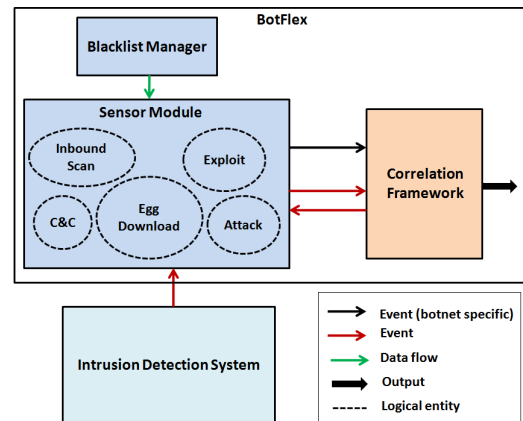 BotFlex
Blacklist Manager
Sensor Module
Inbound
Scan
Exploit
C&C
Egg
Download
Attack
Correlation
Framework
Intrusion Detection System
Event (botnet specific)
Event
Data flow
Output
Logical entity